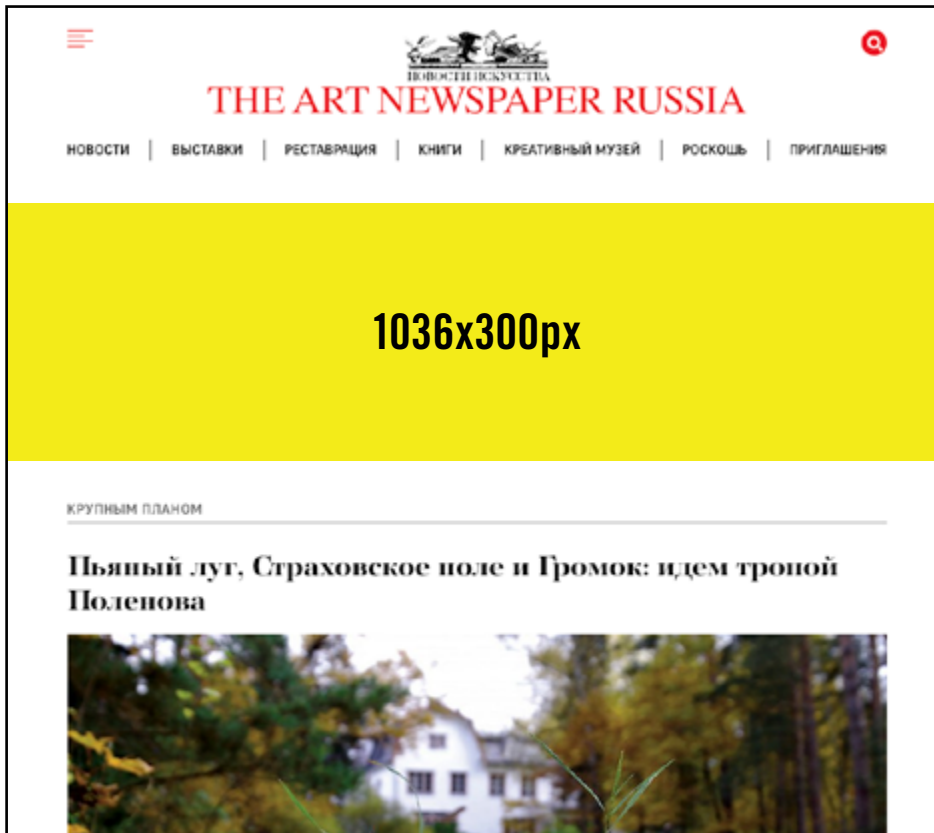 НОВОСТИ ИСКУССТВА
THE ART NEWSPAPER RUSSIA
НОВОСТИ | ВЫСТАВКИ | РЕСТАВРАЦИЯ | КНИГИ | КРЕАТИВНЫЙ МУЗЕЙ | РОСКОШЬ | ПРИГЛАШЕНИЯ
1036x300px
КРУПНЫМ ПЛАНОМ
Пьяный луг, Страховское поле и Громок: идем тропой
Поленова